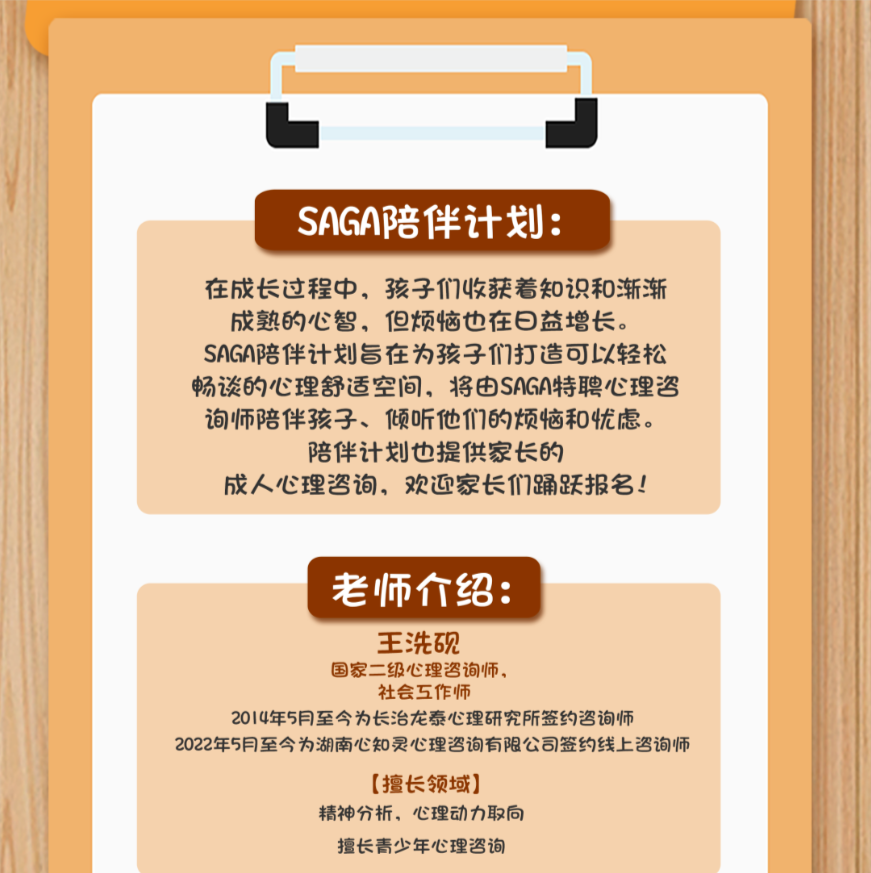 SAGA陪伴计划：
在成长过程中，孩子们收获着知识和渐渐
成熟的心智，但烦恼也在日益增长。
SAGA陪伴计划旨在为孩子们打造可以轻松
畅谈的心理舒适空间，将由SAGA特聘心理咨
询师陪伴孩子、倾听他们的烦恼和忧虑。
陪伴计划也提供家长的
成人心理咨询，欢迎家长们踊跃报名！
老师介绍：
王洗砚
国家二级心理咨询师、
社会工作师
2014年5月至今为长治龙泰心理研究所签约咨询师
2022年5月至今为湖南心知灵心理咨询有限公司签约线上咨询师
【擅长领域】
精神分析、心理动力取向
擅长青少年心理咨询